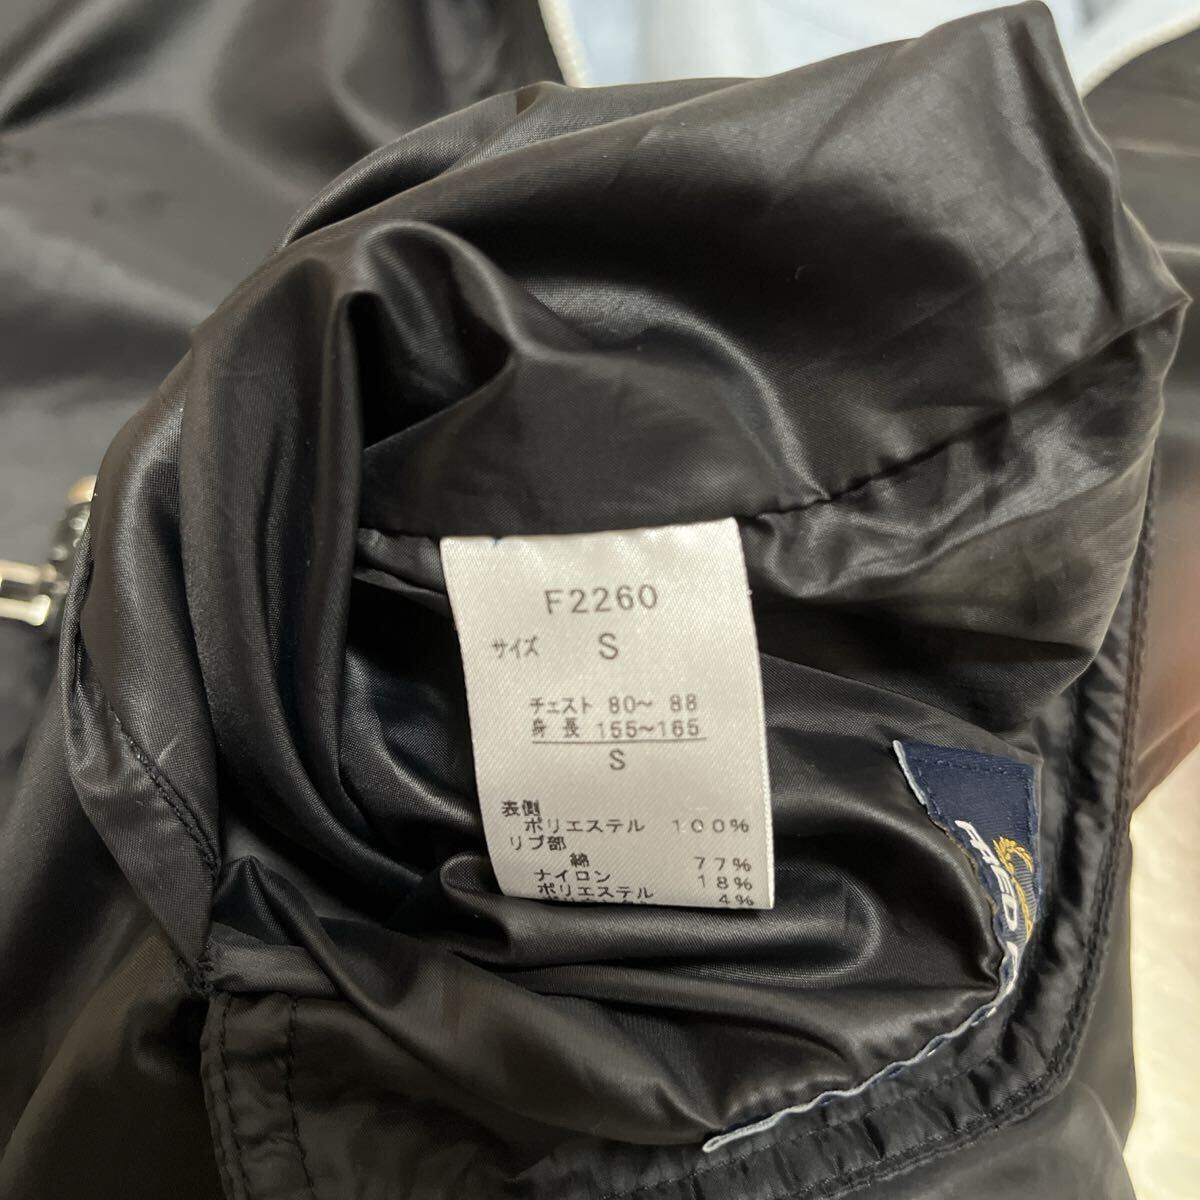 F2260
サイズ S
チェスト 80~ 88
身長 155~165
S
表側
ポリエステル 100%
リブ部
綿 77%
ナイロン 18%
ポリエステル 4%
FRED